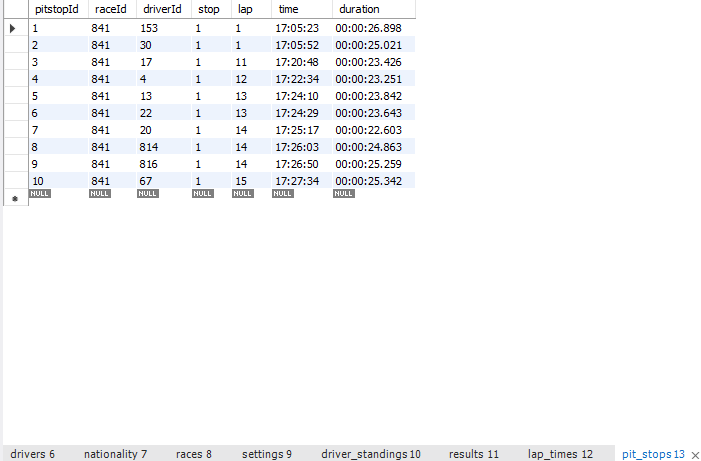 pitstopId raceId driverId stop lap time duration
1 841 153 1 1 17:05:23 00:00:26.898
2 841 30 1 1 17:05:52 00:00:25.021
3 841 17 1 11 17:20:48 00:00:23.426
4 841 4 1 12 17:22:34 00:00:23.251
5 841 13 1 13 17:24:10 00:00:23.842
6 841 22 1 13 17:24:29 00:00:23.643
7 841 20 1 14 17:25:17 00:00:22.603
8 841 814 1 14 17:26:03 00:00:24.863
9 841 816 1 14 17:26:50 00:00:25.259
10 841 67 1 15 17:27:34 00:00:25.342
NULL NULL NULL NULL NULL NULL NULL
drivers 6 nationality 7 races 8 settings 9 driver_standings 10 results 11 lap_times 12 pit_stops 13